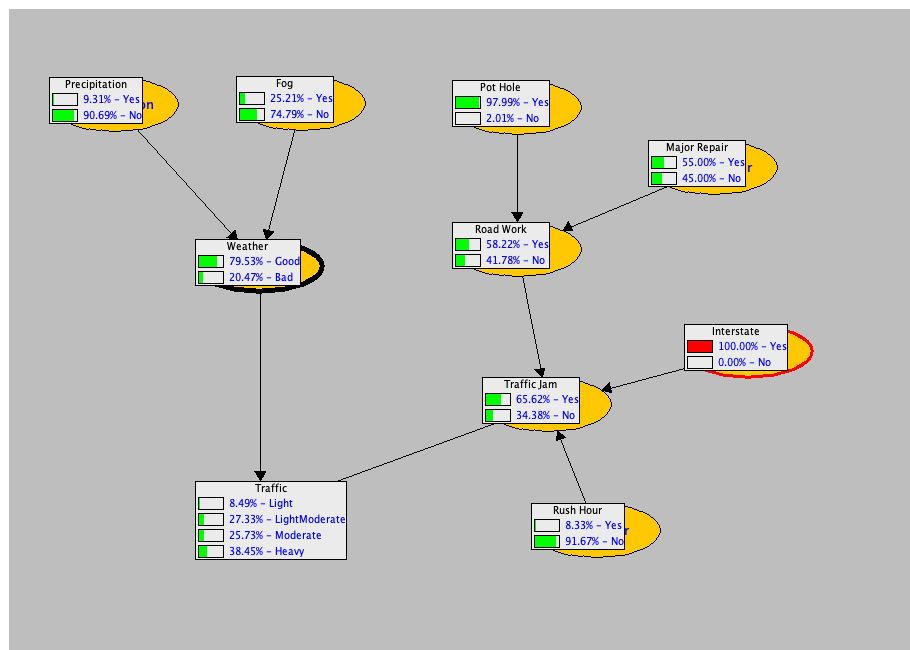 Precipitation
9.31% - Yes
90.69% - No
on
Fog
25.21% - Yes
74.79% - No
Pot Hole
97.99% - Yes
2.01% - No
Major Repair
55.00% - Yes
45.00% - No
r
Weather
79.53% - Good
20.47% - Bad
Road Work
58.22% - Yes
41.78% - No
Interstate
100.00% - Yes
0.00% - No
Traffic Jam
65.62% - Yes
34.38% - No
Traffic
8.49% - Light
27.33% - LightModerate
25.73% - Moderate
38.45% - Heavy
Rush Hour
8.33% - Yes
91.67% - No
r